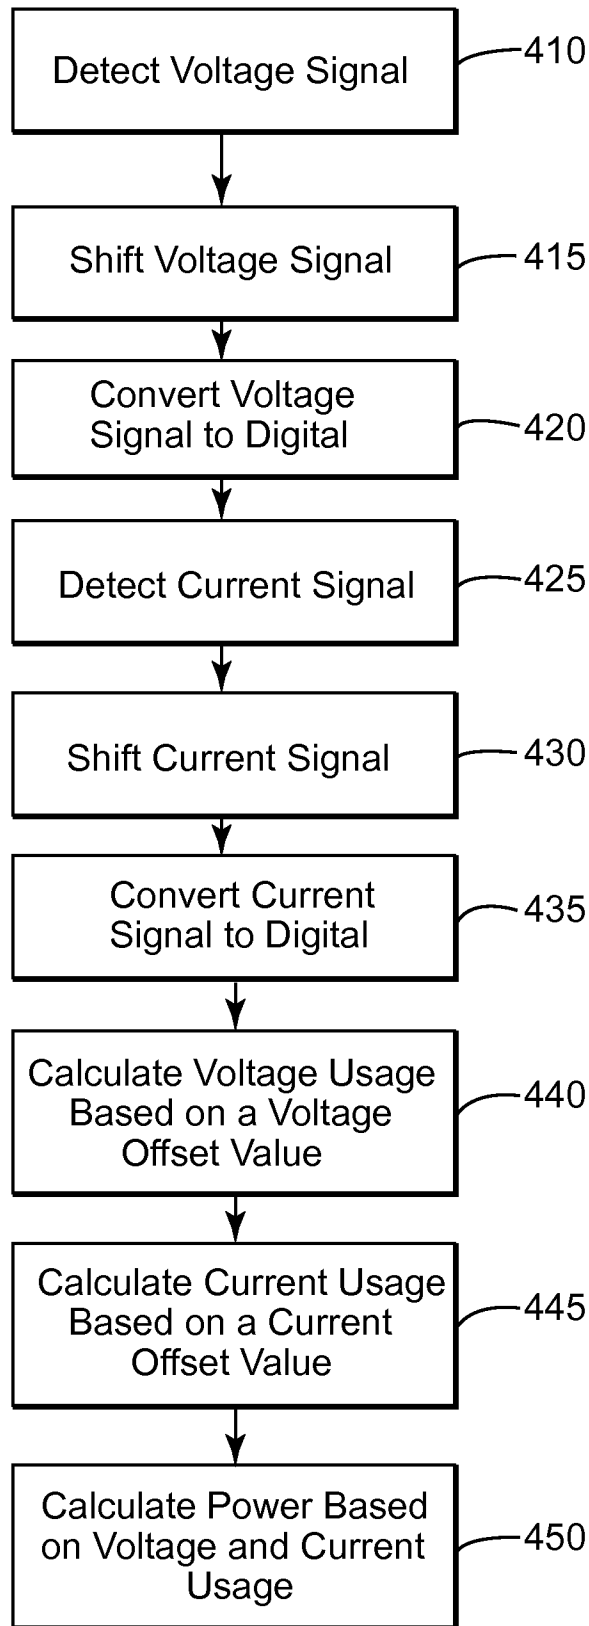 Detect Voltage Signal
410
Shift Voltage Signal
415
Convert Voltage
Signal to Digital
420
Detect Current Signal
425
Shift Current Signal
430
Convert Current
Signal to Digital
435
Calculate Voltage Usage
Based on a Voltage
Offset Value
440
Calculate Current Usage
Based on a Current
Offset Value
445
Calculate Power Based
on Voltage and Current
Usage
450